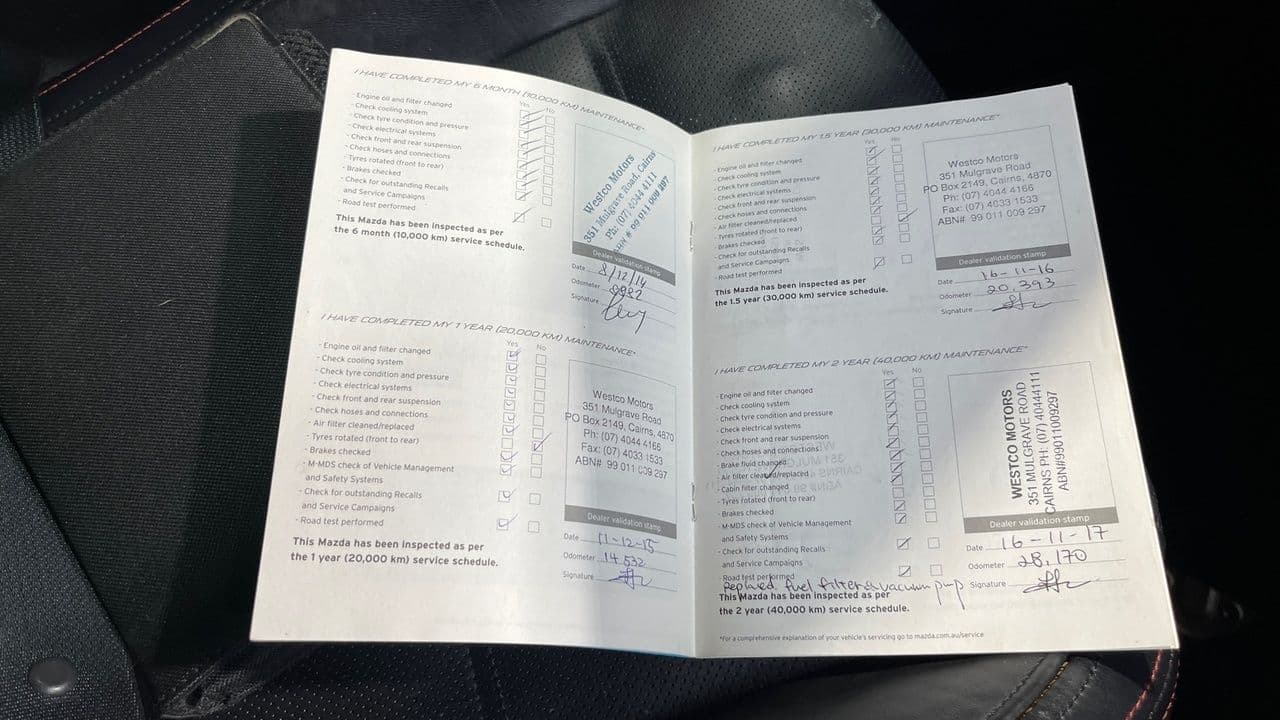 I HAVE COMPLETED MY 6 MONTH (10,000 KM) MAINTENANCE*
Yes No
- Engine oil and filter changed
- Check cooling system
- Check tyre condition and pressure
- Check electrical systems
- Check front and rear suspension
- Check hoses and connections
- Tyres rotated (front to rear)
- Brakes checked
- Check for outstanding Recalls
and Service Campaigns
- Road test performed
This Mazda has been inspected as per
the 6 month (10,000 km) service schedule.
Westco Motors
351 Mulgrave Road, Cairns
Ph: (07) 4044 4111
ABN # 99 011 009 297
Dealer validation stamp
Date 8/12/14
Odometer
Signature
I HAVE COMPLETED MY 1 YEAR (20,000 KM) MAINTENANCE*
Yes No
- Engine oil and filter changed
- Check cooling system
- Check tyre condition and pressure
- Check electrical systems
- Check front and rear suspension
- Check hoses and connections
- Air filter cleaned/replaced
- Tyres rotated (front to rear)
- Brakes checked
- M-MDS check of Vehicle Management
and Safety Systems
- Check for outstanding Recalls
and Service Campaigns
- Road test performed
This Mazda has been inspected as per
the 1 year (20,000 km) service schedule.
Westco Motors
351 Mulgrave Road
PO Box 2149, Cairns, 4870
Ph: (07) 4044 4166
Fax: (07) 4033 1533
ABN# 99 011 009 297
Dealer validation stamp
Date 11-12-15
Odometer 14532
Signature
I HAVE COMPLETED MY 1.5 YEAR (30,000 KM) MAINTENANCE*
Yes No
- Engine oil and filter changed
- Check cooling system
- Check tyre condition and pressure
- Check electrical systems
- Check front and rear suspension
- Check hoses and connections
- Air filter cleaned/replaced
- Tyres rotated (front to rear)
- Brakes checked
- Check for outstanding Recalls
and Service Campaigns
- Road test performed
This Mazda has been inspected as per
the 1.5 year (30,000 km) service schedule.
Westco Motors
351 Mulgrave Road
PO Box 2149, Cairns, 4870
Ph: (07) 4044 4166
Fax: (07) 4033 1533
ABN# 99 011 009 297
Dealer validation stamp
Date 16-11-16
Odometer 20,393
Signature
I HAVE COMPLETED MY 2 YEAR (40,000 KM) MAINTENANCE*
Yes No
- Engine oil and filter changed
- Check cooling system
- Check tyre condition and pressure
- Check electrical systems
- Check front and rear suspension
- Check hoses and connections
- Brake fluid changed
- Air filter cleaned/replaced
- Cabin filter changed
- Tyres rotated (front to rear)
- Brakes checked
- M-MDS check of Vehicle Management
and Safety Systems
- Check for outstanding Recalls
and Service Campaigns
- Road test performed
replaced fuel filter & vacuum pump
This Mazda has been inspected as per
the 2 year (40,000 km) service schedule.
WESTCO MOTORS
351 MULGRAVE ROAD
CAIRNS PH: (07) 40444111
ABN#99011009297
Dealer validation stamp
Date 16-11-17
Odometer 28,170
Signature
*For a comprehensive explanation of your vehicle's servicing go to mazda.com.au/service